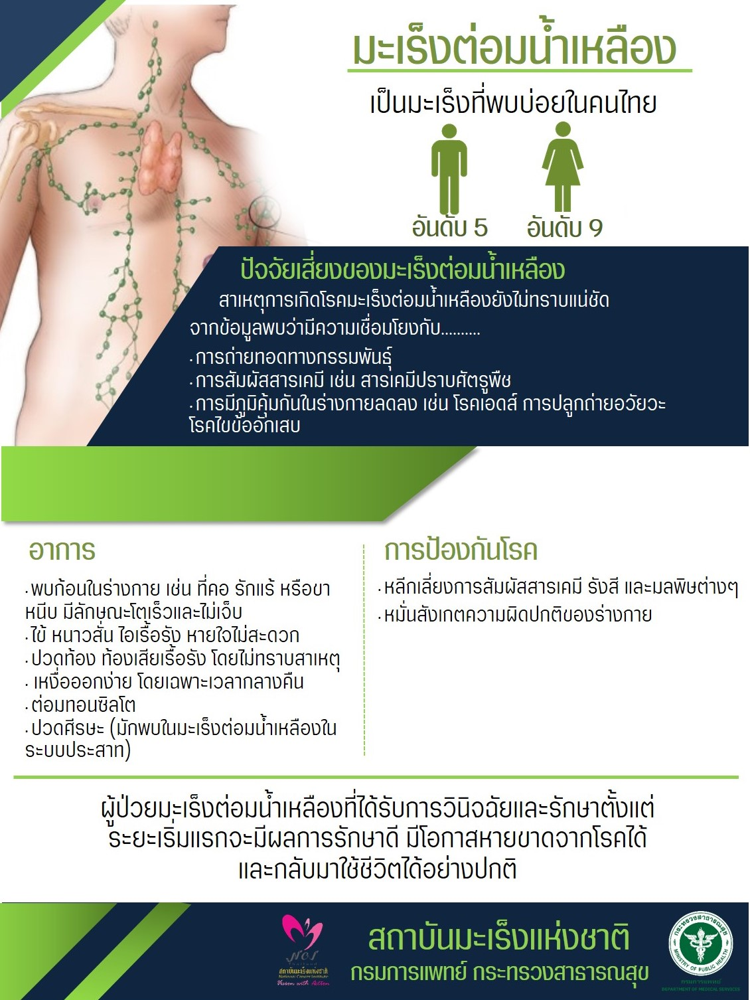 มะเร็งต่อมน้ำเหลือง
เป็นมะเร็งที่พบบ่อยในคนไทย
อันดับ 5
อันดับ 9
ปัจจัยเสี่ยงของมะเร็งต่อมน้ำเหลือง
สาเหตุการเกิดโรคมะเร็งต่อมน้ำเหลืองยังไม่ทราบแน่ชัด
จากข้อมูลพบว่ามีความเชื่อมโยงกับ..........
· การถ่ายทอดทางกรรมพันธุ์
· การสัมผัสสารเคมี เช่น สารเคมีปราบศัตรูพืช
· การมีภูมิคุ้มกันในร่างกายลดลง เช่น โรคเอดส์ การปลูกถ่ายอวัยวะ
โรคไขข้ออักเสบ
อาการ
· พบก้อนในร่างกาย เช่น ที่คอ รักแร้ หรือขา
หนีบ มีลักษณะโตเร็วและไม่เจ็บ
· ไข้ หนาวสั่น ไอเรื้อรัง หายใจไม่สะดวก
· ปวดท้อง ท้องเสียเรื้อรัง โดยไม่ทราบสาเหตุ
· เหงื่อออกง่าย โดยเฉพาะเวลากลางคืน
· ต่อมทอนซิลโต
· ปวดศีรษะ (มักพบในมะเร็งต่อมน้ำเหลืองใน
ระบบประสาท)
การป้องกันโรค
· หลีกเลี่ยงการสัมผัสสารเคมี รังสี และมลพิษต่างๆ
· หมั่นสังเกตความผิดปกติของร่างกาย
ผู้ป่วยมะเร็งต่อมน้ำเหลืองที่ได้รับการวินิจฉัยและรักษาตั้งแต่
ระยะเริ่มแรกจะมีผลการรักษาดี มีโอกาสหายขาดจากโรคได้
และกลับมาใช้ชีวิตได้อย่างปกติ
NCI
Thailand
สถาบันมะเร็งแห่งชาติ
National Cancer Institute
Vision with Action
สถาบันมะเร็งแห่งชาติ
กรมการแพทย์ กระทรวงสาธารณสุข
กระทรวงสาธารณสุข
MINISTRY OF PUBLIC HEALTH
กรมการแพทย์
DEPARTMENT OF MEDICAL SERVICES